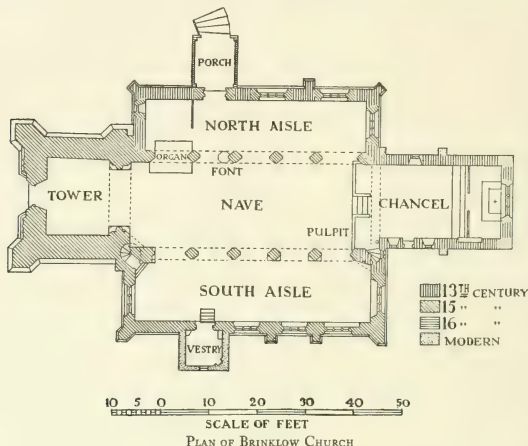 PORCH
NORTH AISLE
ORGAN
FONT
TOWER
NAVE
CHANCEL
PULPIT
SOUTH AISLE
VESTRY
13TH CENTURY
15 " "
16 " "
MODERN
10 5 0 10 20 30 40 50
SCALE OF FEET
PLAN OF BRINKLOW CHURCH